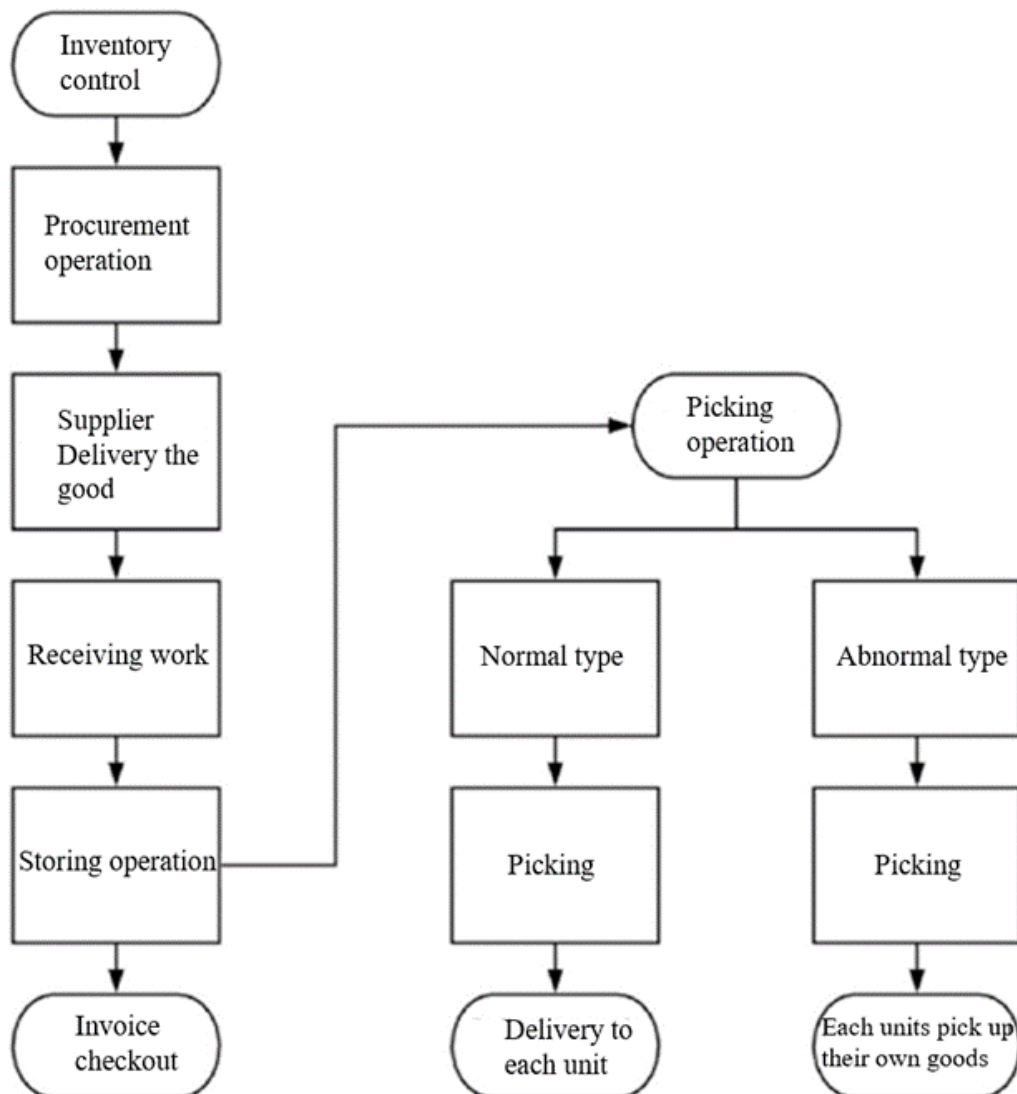 Inventory
control
Procurement
operation
Supplier
Delivery the
good
Receiving work
Storing operation
Invoice
checkout
Picking
operation
Normal type
Picking
Delivery to
each unit
Abnormal type
Picking
Each units pick up
their own goods